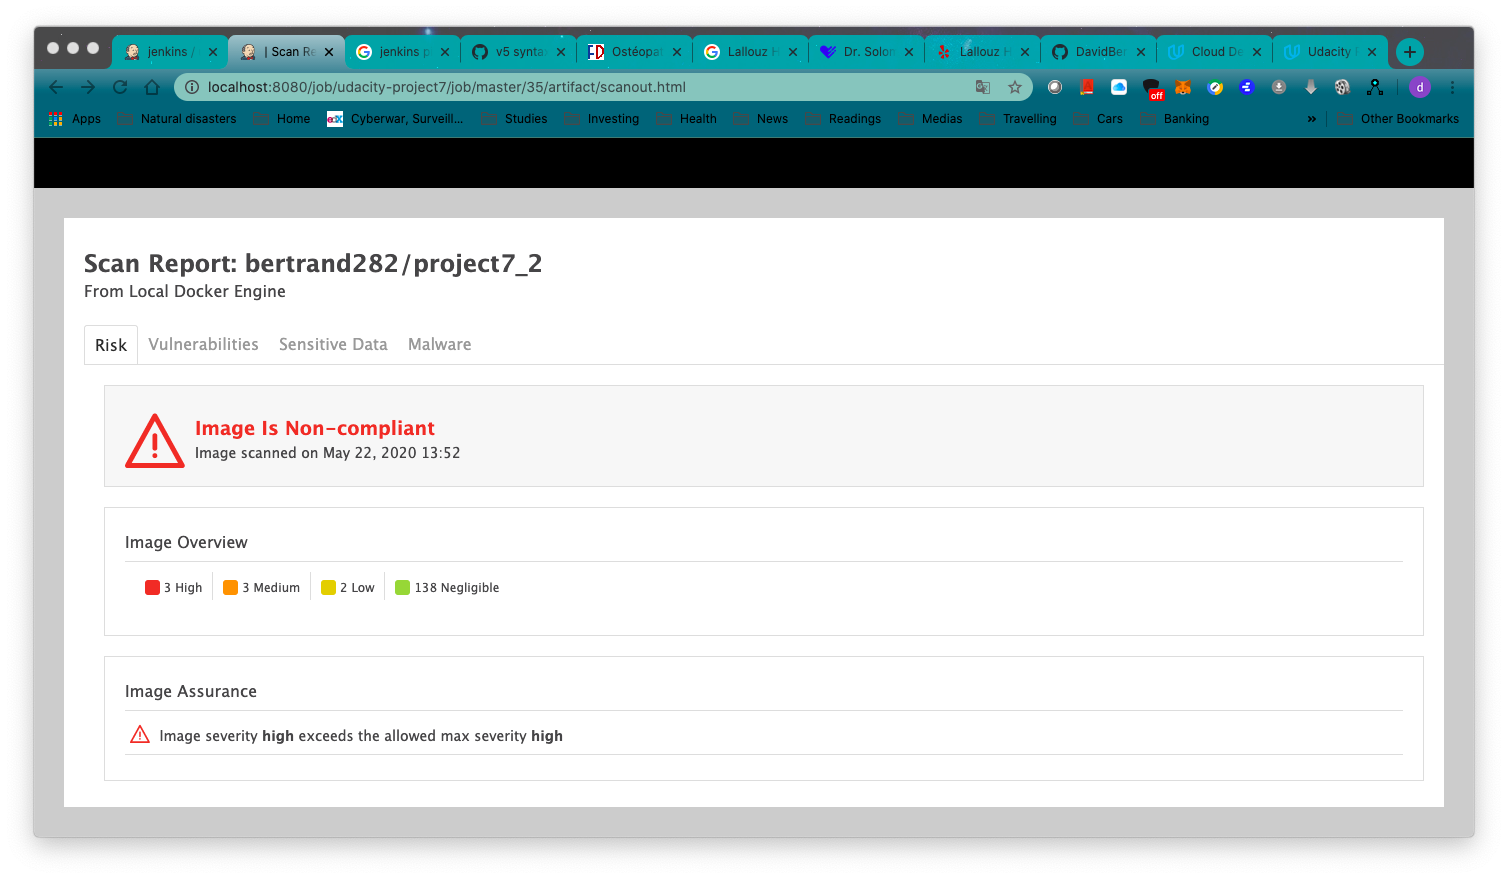 jenkins /
| Scan Re
jenkins p
v5 synta
Ostéopat
Lallouz H
Dr. Solon
Lallouz H
DavidBer
Cloud De
Udacity
localhost:8080/job/udacity-project7/job/master/35/artifact/scanout.html
off
d
Apps
Natural disasters
Home
edX
Cyberwar, Surveill...
Studies
Investing
Health
News
Readings
Medias
Travelling
Cars
Banking
»
Other Bookmarks
Scan Report: bertrand282/project7_2
From Local Docker Engine
Risk
Vulnerabilities
Sensitive Data
Malware
Image Is Non-compliant
Image scanned on May 22, 2020 13:52
Image Overview
3 High
3 Medium
2 Low
138 Negligible
Image Assurance
Image severity high exceeds the allowed max severity high